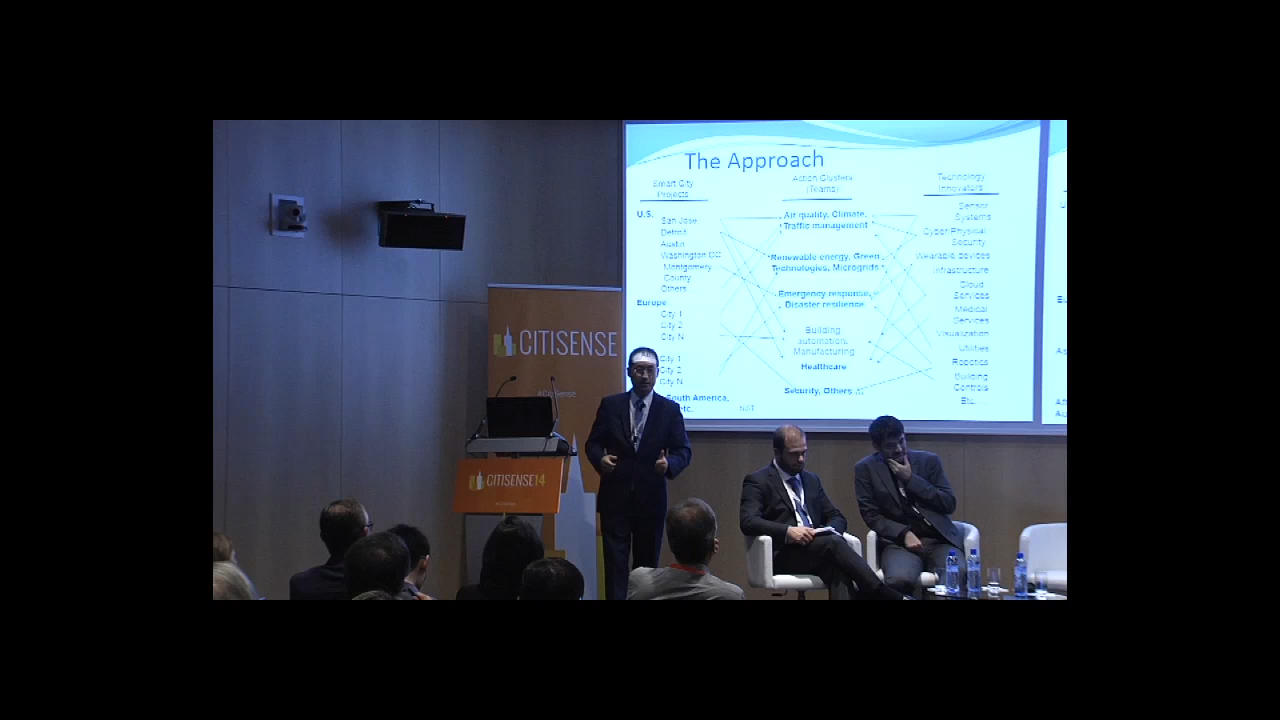 The Approach
Smart City
Projects
U.S.
San Jose
Detroit
Austin
Washington DC
Montgomery
County
Others
Europe
City 1
City 2
City N
City 1
City 2
City N
South America,
etc.
Action Clusters
(Teams)
Air quality, Climate,
Traffic management
Renewable energy, Green
Technologies, Microgrids
Emergency response,
Disaster resilience
Building
automation,
Manufacturing
Healthcare
Security, Others ...
Technology
Innovators
Sensor
Systems
Cyber Physical
Security
Wearable devices
Infrastructure
Cloud
Services
Medical
Services
Visualization
Utilities
Robotics
Building
Controls
Etc.
CITISENSE
#CitiSense
CITISENSE14